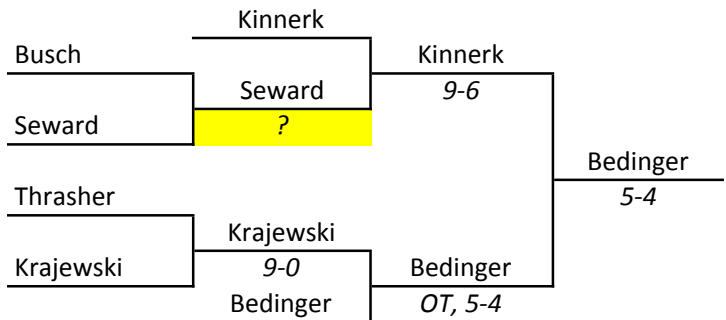 Kinnerk
Busch
Kinnerk
Seward
9-6
Seward
?
Bedinger
5-4
Thrasher
Krajewski
Krajewski
9-0
Bedinger
Bedinger
OT, 5-4